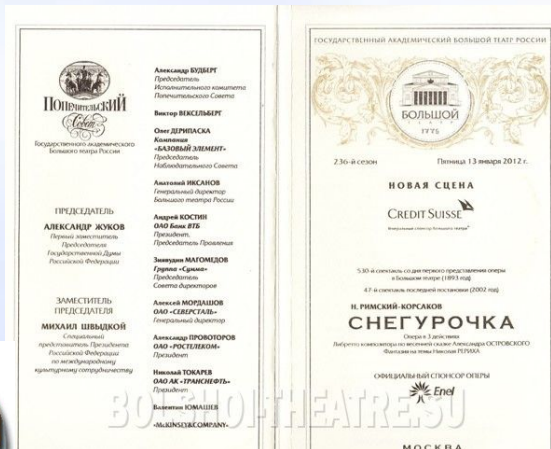 ПОПЕЧИТЕЛЬСКИЙ
Совет
Государственного академического
Большого театра России
ПРЕДСЕДАТЕЛЬ
АЛЕКСАНДР ЖУКОВ
Первый заместитель
Председателя
Государственной Думы
Российской Федерации
ЗАМЕСТИТЕЛЬ
ПРЕДСЕДАТЕЛЯ
МИХАИЛ ШВЫДКОЙ
Специальный
представитель Президента
Российской Федерации
по международному
культурному сотрудничеству
Александр БУДБЕРГ
Председатель
Исполнительного комитета
Попечительского Совета
Виктор ВЕКСЕЛЬБЕРГ
Олег ДЕРИПАСКА
Компания
«БАЗОВЫЙ ЭЛЕМЕНТ»
Председатель
Наблюдательного Совета
Анатолий ИКСАНОВ
Генеральный директор
Большого театра России
Андрей КОСТИН
ОАО Банк ВТБ
Президент,
Председатель Правления
Зиявудин МАГОМЕДОВ
Группа «Сумма»
Председатель
Совета директоров
Алексей МОРДАШОВ
ОАО «СЕВЕРСТАЛЬ»
Генеральный директор
Александр ПРОВОТОРОВ
ОАО «РОСТЕЛЕКОМ»
Президент
Николай ТОКАРЕВ
ОАО АК «ТРАНСНЕФТЬ»
Президент
Валентин ЮМАШЕВ
«McKINSEY&COMPANY»
ГОСУДАРСТВЕННЫЙ АКАДЕМИЧЕСКИЙ БОЛЬШОЙ ТЕАТР РОССИИ
БОЛЬШОЙ
ТЕАТР
1776
236-й сезон
Пятница 13 января 2012 г.
НОВАЯ СЦЕНА
CREDIT SUISSE
Генеральный спонсор Большого театра
530-й спектакль со дня первого представления оперы
в Большом театре (1893 год)
47-й спектакль последней постановки (2002 год)
Н. РИМСКИЙ-КОРСАКОВ
СНЕГУРОЧКА
Опера в 3 действиях
Либретто композитора по весенней сказке Александра ОСТРОВСКОГО
Фантазии на темы Николая РЕРИХА
ОФИЦИАЛЬНЫЙ СПОНСОР ОПЕРЫ
Enel
МОСКВА
BOLSHOI-THEATRE.SU